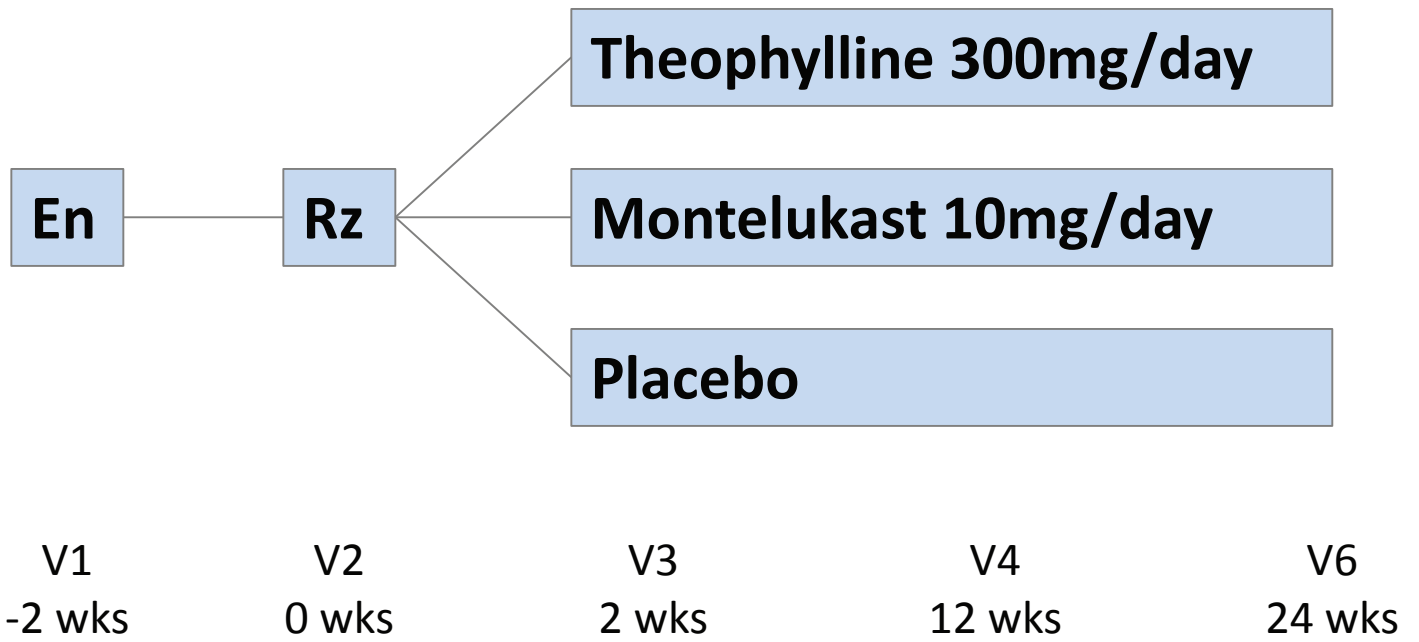 Theophylline 300mg/day
En
Rz
Montelukast 10mg/day
Placebo
V1 V2 V3 V4 V6
-2 wks 0 wks 2 wks 12 wks 24 wks